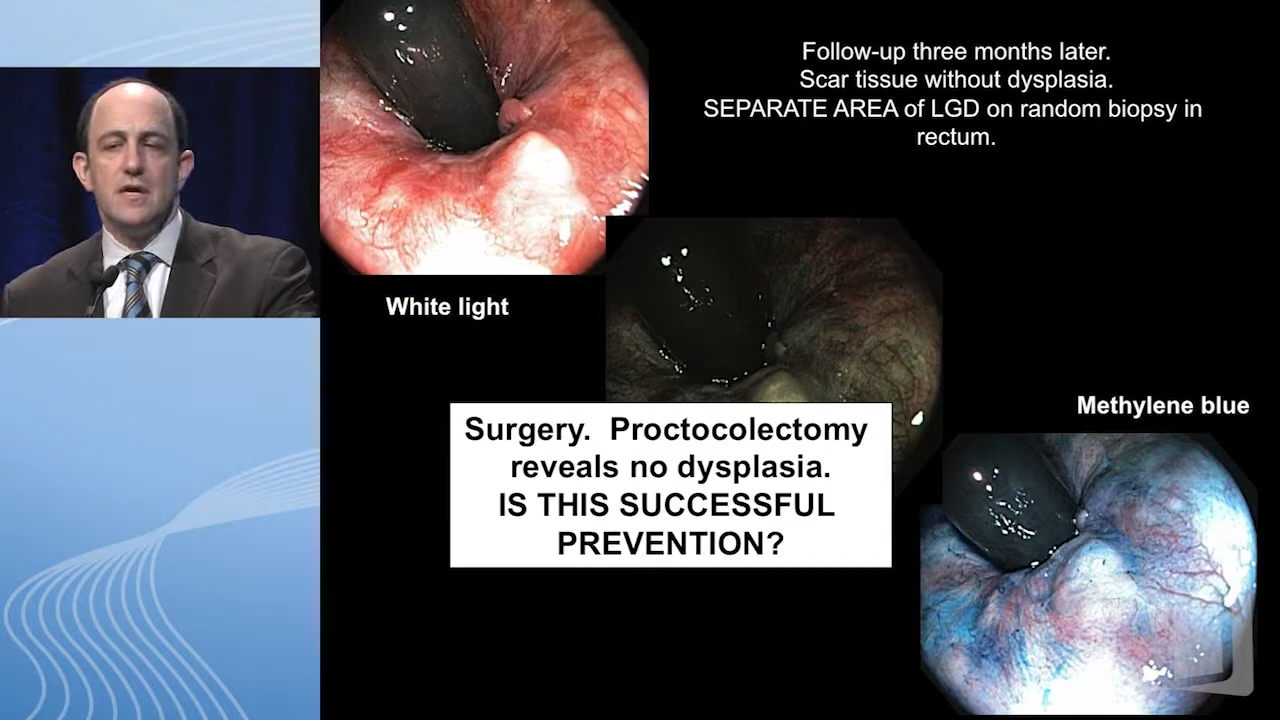 Follow-up three months later.
Scar tissue without dysplasia.
SEPARATE AREA of LGD on random biopsy in
rectum.
White light
Methylene blue
Surgery.  Proctocolectomy
reveals no dysplasia.
IS THIS SUCCESSFUL
PREVENTION?